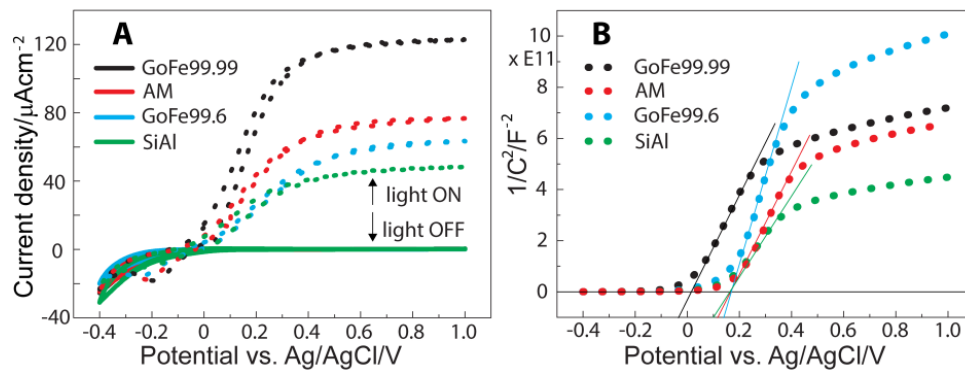 A
Current density/μAcm⁻²
120
80
40
0
-40
GoFe99.99
AM
GoFe99.6
SiAl
light ON
light OFF
-0.4 -0.2 0 0.2 0.4 0.6 0.8 1.0
Potential vs. Ag/AgCl/V
B
1/C²/F⁻²
10
x E11
8
6
4
2
0
GoFe99.99
AM
GoFe99.6
SiAl
-0.4 -0.2 0.0 0.2 0.4 0.6 0.8 1.0
Potential vs. Ag/AgCl/V